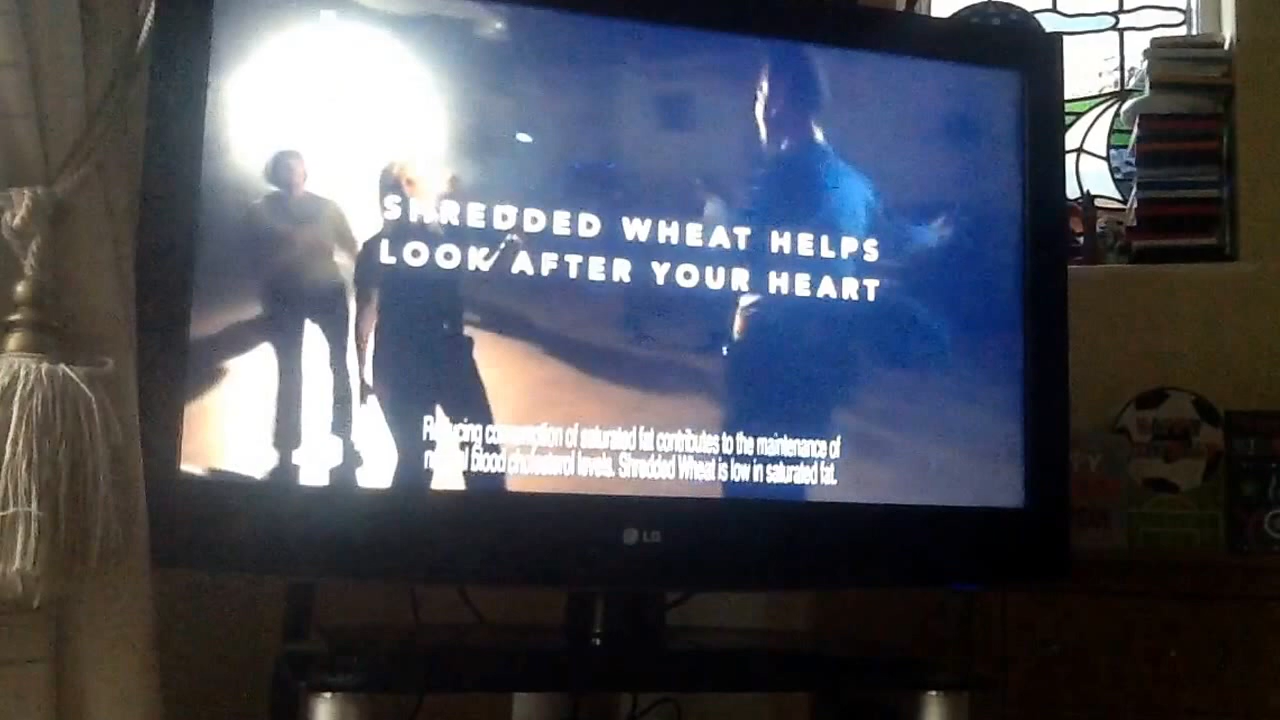 SHREDDED WHEAT HELPS
LOOK AFTER YOUR HEART
Reducing consumption of saturated fat contributes to the maintenance of
normal blood cholesterol levels. Shredded Wheat is low in saturated fat.
LG